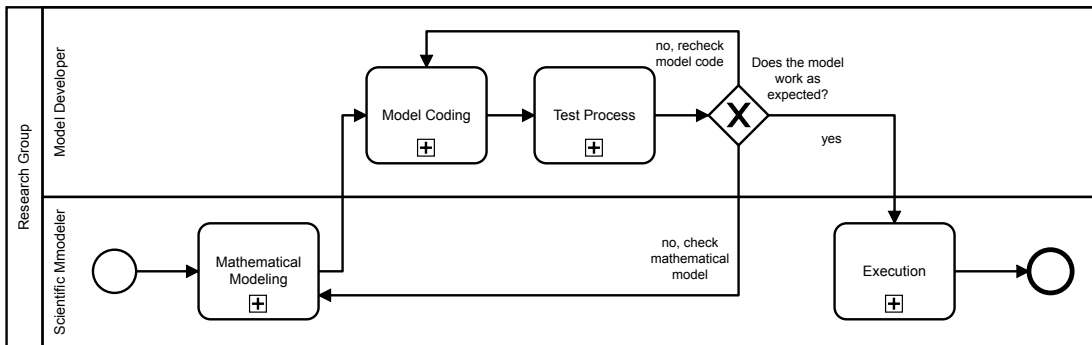 Research Group
Model Developer
Scientific Mmodeler
no, recheck
model code
Does the model
work as
expected?
Model Coding
Test Process
yes
Mathematical
Modeling
no, check
mathematical
model
Execution